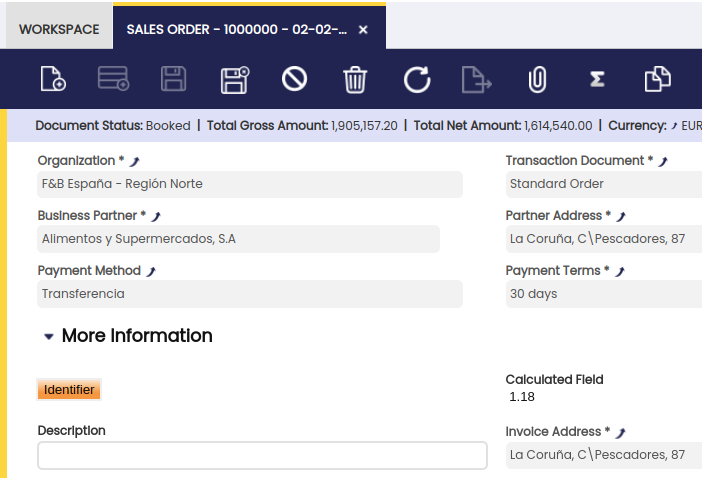 WORKSPACE
SALES ORDER - 1000000 - 02-02-... ×
Document Status: Booked | Total Gross Amount: 1,905,157.20 | Total Net Amount: 1,614,540.00 | Currency: EUR
Organization * Transaction Document *
F&B España - Región Norte Standard Order
Business Partner * Partner Address *
Alimentos y Supermercados, S.A La Coruña, C\Pescadores, 87
Payment Method Payment Terms *
Transferencia 30 days
More Information
Identifier
Calculated Field
1.18
Description
Invoice Address *
La Coruña, C\Pescadores, 87